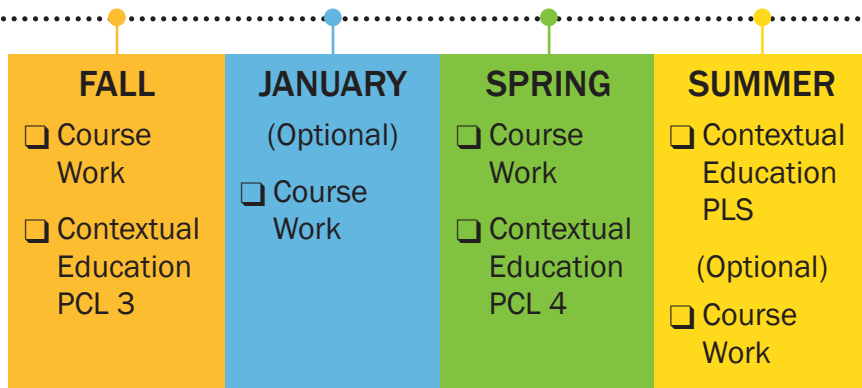 FALL
❏ Course
Work
❏ Contextual
Education
PCL 3
JANUARY
(Optional)
❏ Course
Work
SPRING
❏ Course
Work
❏ Contextual
Education
PCL 4
SUMMER
❏ Contextual
Education
PLS
(Optional)
❏ Course
Work